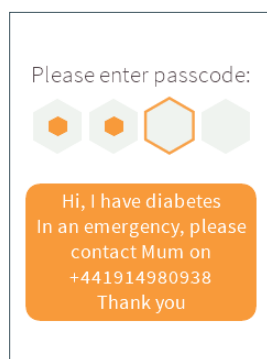 Please enter passcode:
Hi, I have diabetes
In an emergency, please
contact Mum on
+441914980938
Thank you